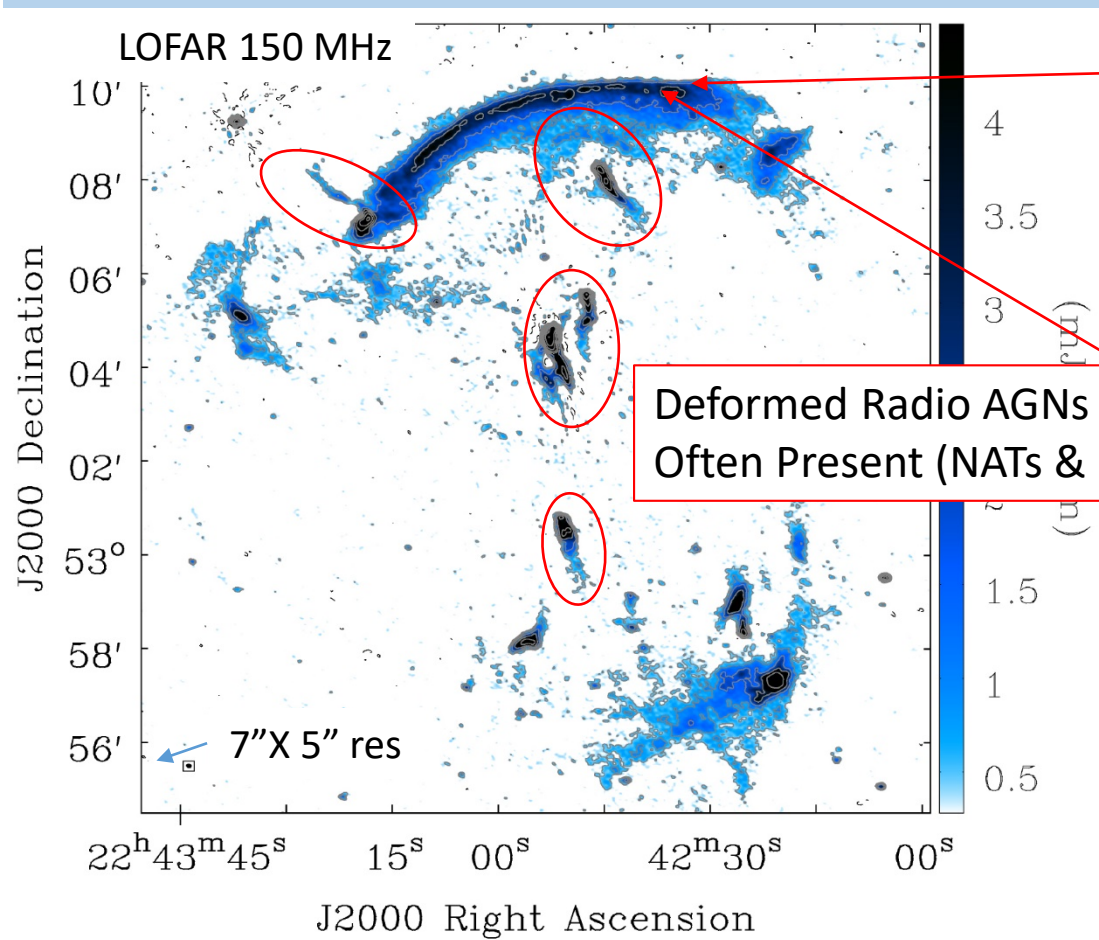 LOFAR 150 MHz
10′
08′
06′
04′
02′
53°
58′
56′
J2000 Declination
22ʰ43ᵐ45ˢ
15ˢ
00ˢ
42ᵐ30ˢ
00ˢ
J2000 Right Ascension
7”X 5” res
4
3.5
3
1.5
1
0.5
Deformed Radio AGNs
Often Present (NATs &